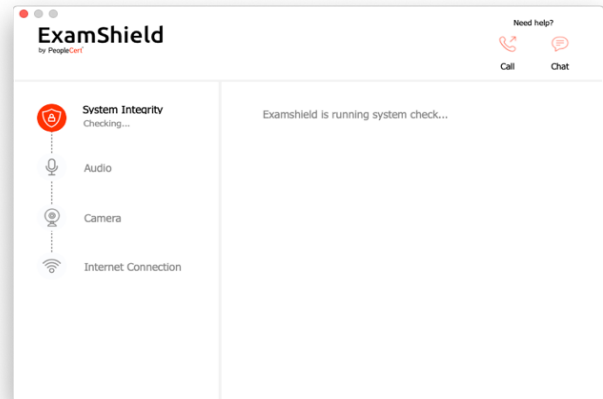 Need help?
ExamShield
by PeopleCert
Call
Chat
System Integrity
Checking...
Examshield is running system check...
Audio
Camera
Internet Connection